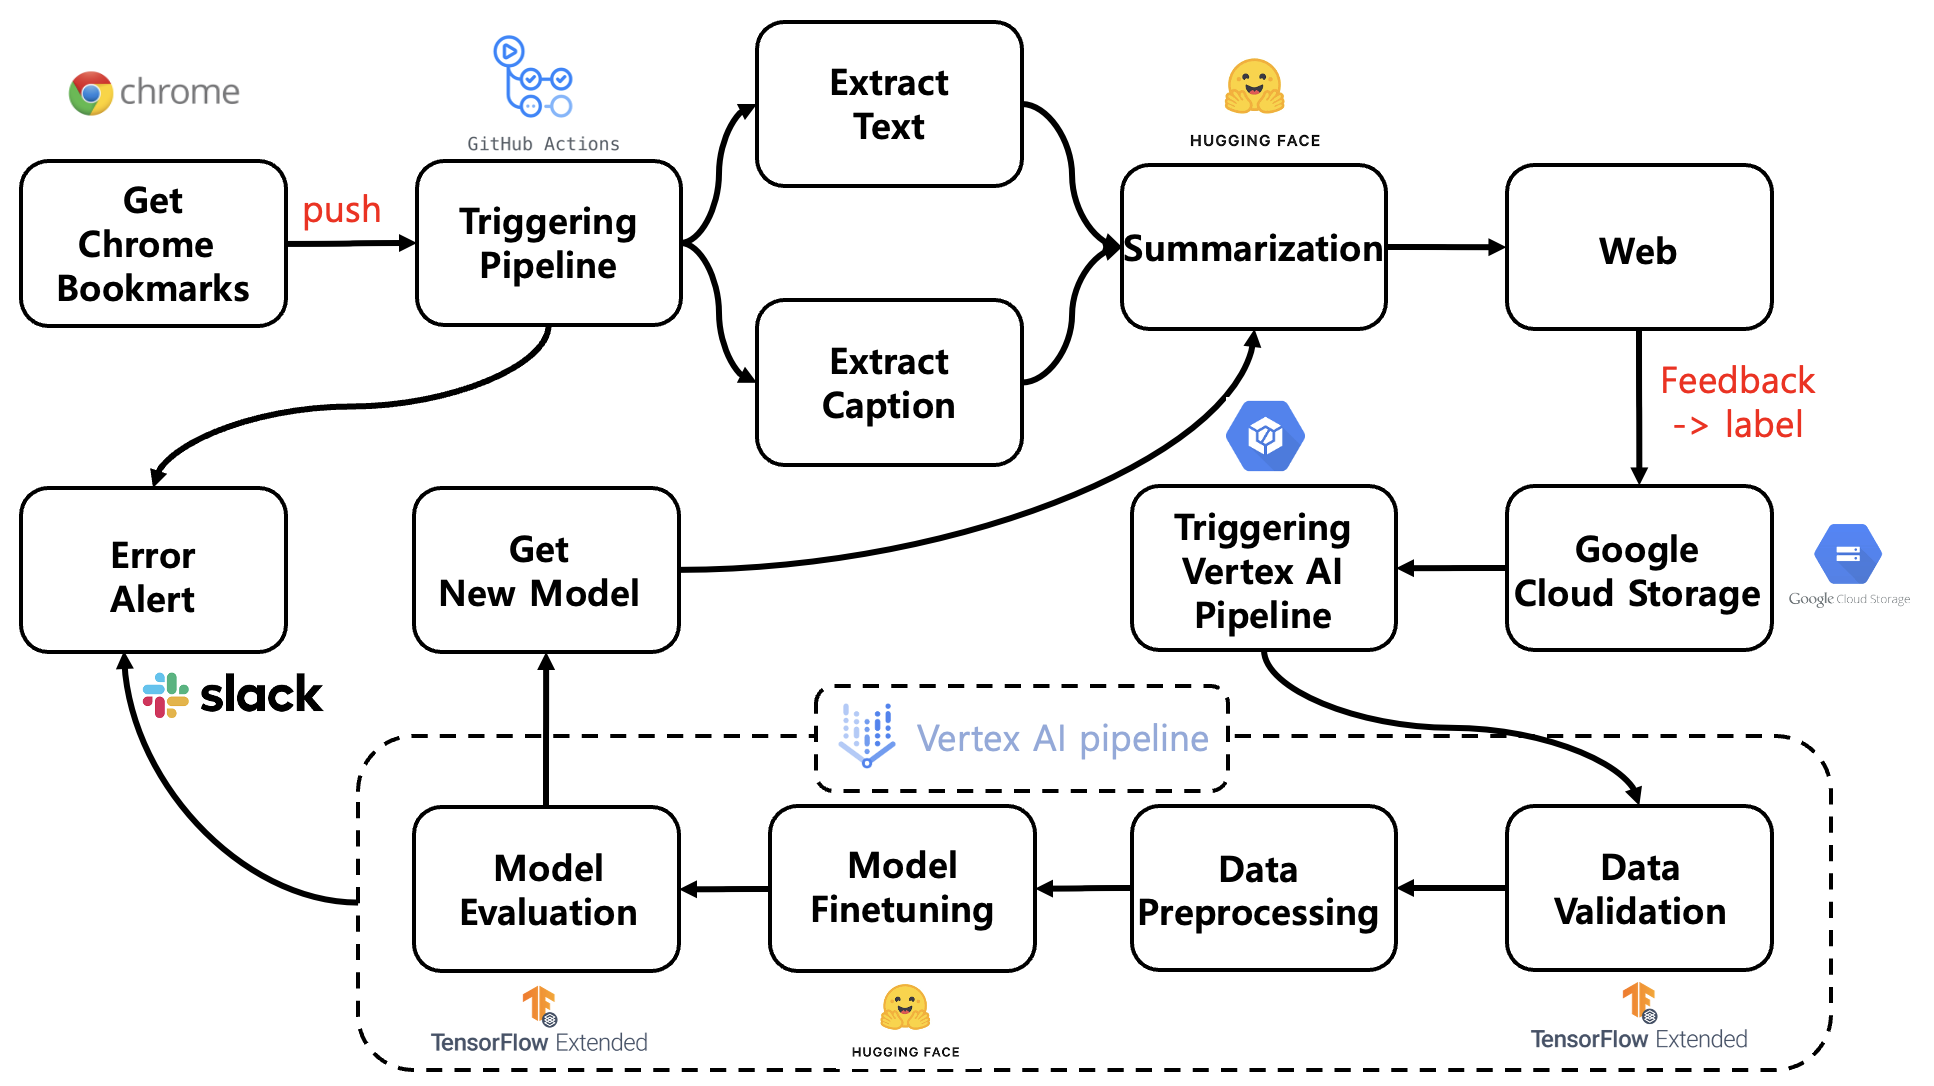 chrome
GitHub Actions
Extract
Text
HUGGING FACE
Get
Chrome
Bookmarks
push
Triggering
Pipeline
Summarization
Web
Extract
Caption
Feedback
-> label
Error
Alert
Get
New Model
Triggering
Vertex AI
Pipeline
Google
Cloud Storage
Google Cloud Storage
slack
Vertex AI pipeline
Model
Evaluation
Model
Finetuning
Data
Preprocessing
Data
Validation
TensorFlow Extended
HUGGING FACE
TensorFlow Extended